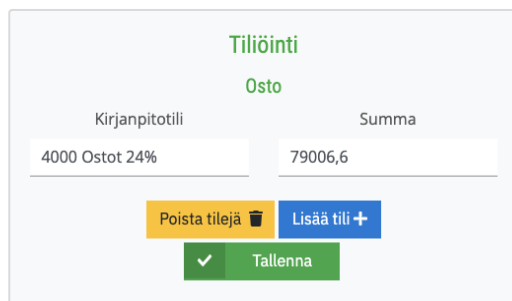 Tiliöinti
Osto
Kirjanpitotili Summa
4000 Ostot 24% 79006,6
Poista tilejä Lisää tili
Tallenna